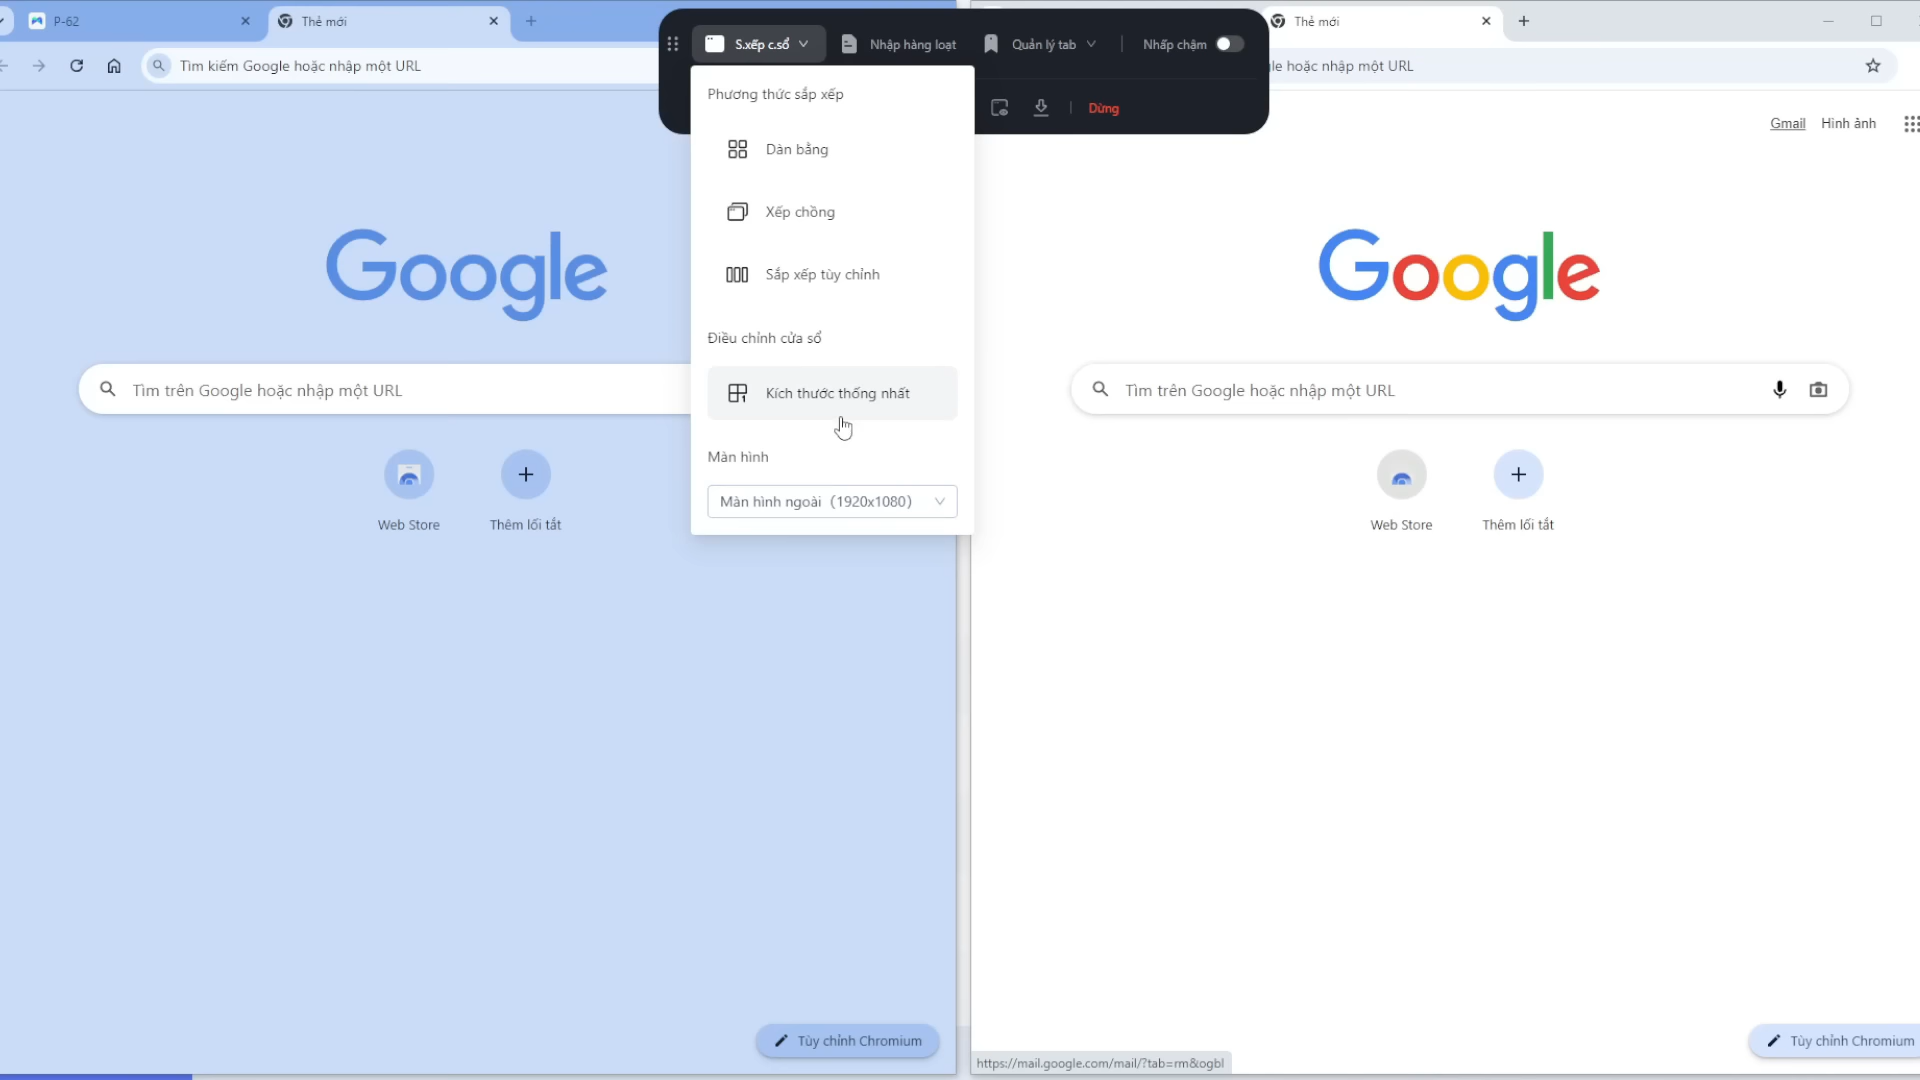 P-62
Thẻ mới
Tìm kiếm Google hoặc nhập một URL
Google
Tìm trên Google hoặc nhập một URL
Web Store
Thêm lối tắt
Tùy chỉnh Chromium
S.xếp c.sổ
Nhập hàng loạt
Quản lý tab
Nhấp chậm
Dừng
Phương thức sắp xếp
Dàn bằng
Xếp chồng
Sắp xếp tùy chỉnh
Điều chỉnh cửa sổ
Kích thước thống nhất
Màn hình
Màn hình ngoài (1920x1080)
Thẻ mới
le hoặc nhập một URL
Gmail
Hình ảnh
Google
Tìm trên Google hoặc nhập một URL
Web Store
Thêm lối tắt
Tùy chỉnh Chromium
https://mail.google.com/mail/?tab=rm&ogbl